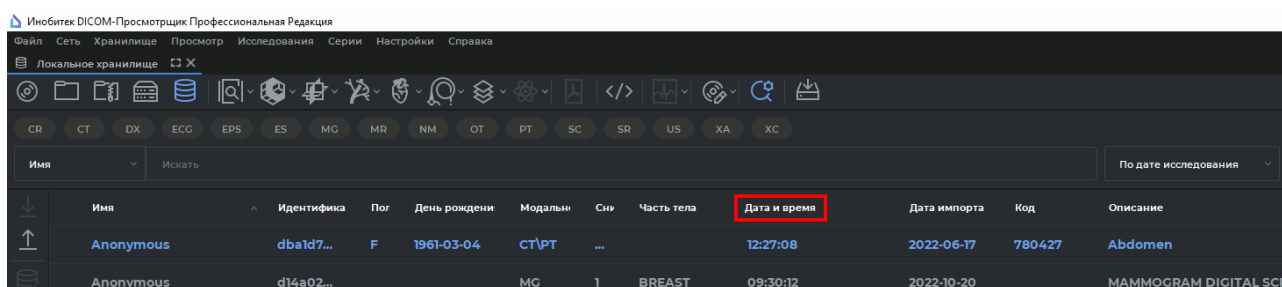 Инобитек DICOM-Просмотрщик Профессиональная Редакция
Файл Сеть Хранилище Просмотр Исследования Серии Настройки Справка
Локальное хранилище
CR CT DX ECG EPS ES MG MR NM OT PT SC SR US XA XC
Имя Искать По дате исследования
Имя Идентифика Пол День рождени Модальн Сни Часть тела Дата и время Дата импорта Код Описание
Anonymous dba1d7... F 1961-03-04 CT\PT ... 12:27:08 2022-06-17 780427 Abdomen
Anonymous d14a02... MG 1 BREAST 09:30:12 2022-10-20 MAMMOGRAM DIGITAL SC